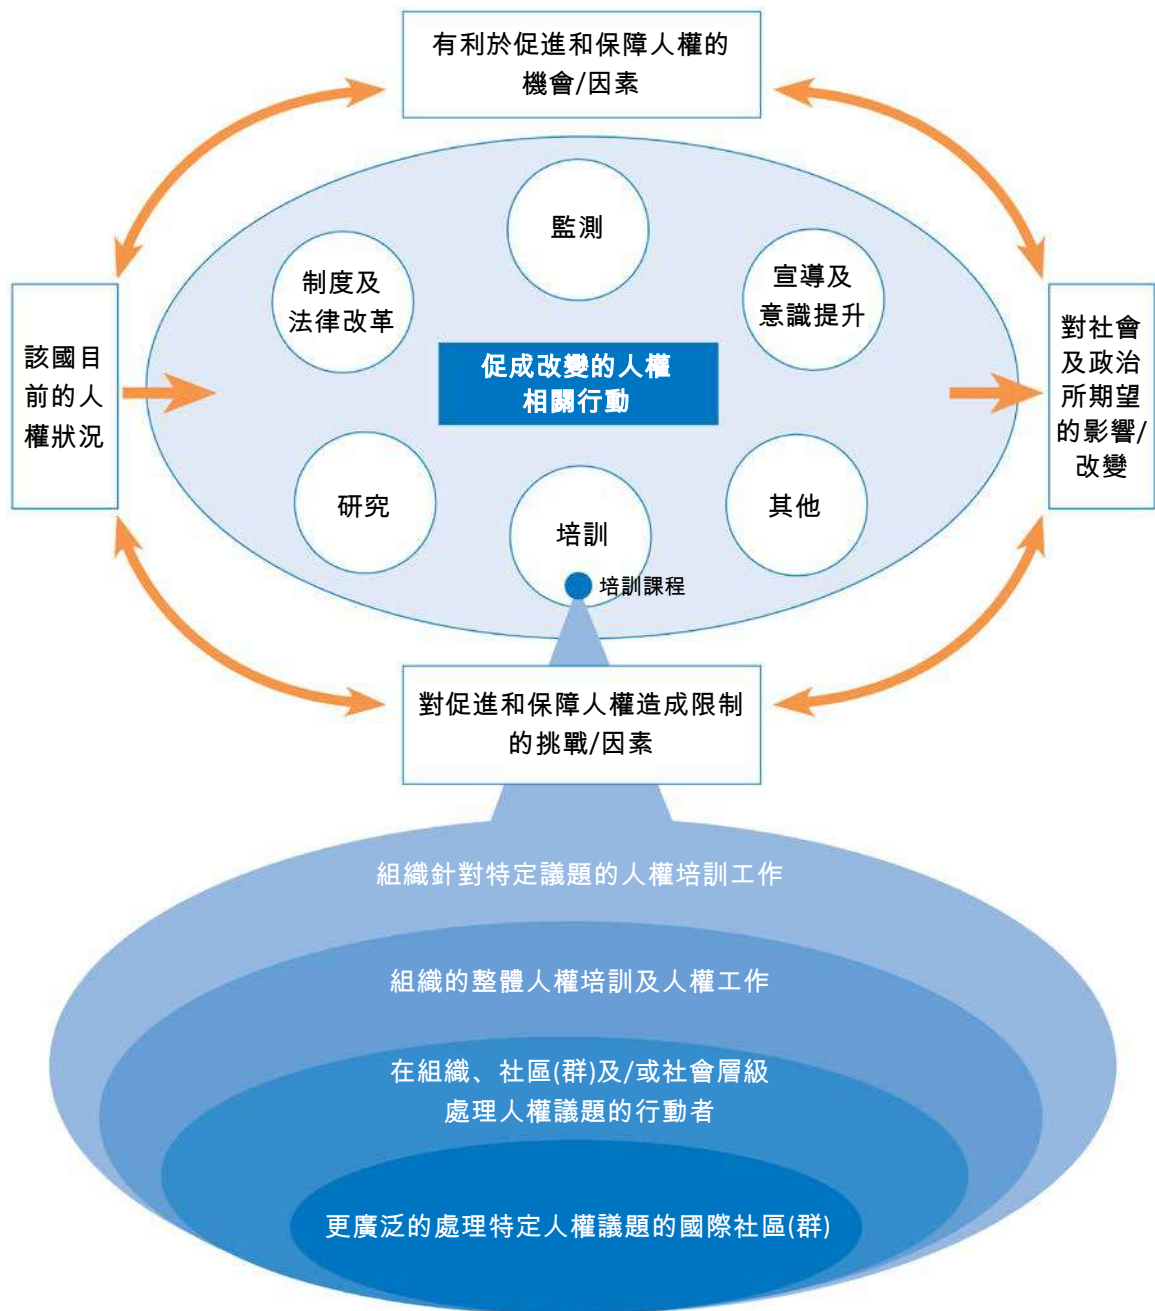 有利於促進和保障人權的
機會/因素
監測
制度及
法律改革
宣導及
意識提升
該國目
前的人
權狀況
促成改變的人權
相關行動
對社會
及政治
所期望
的影響/
改變
研究
培訓
其他
培訓課程
對促進和保障人權造成限制
的挑戰/因素
組織針對特定議題的人權培訓工作
組織的整體人權培訓及人權工作
在組織、社區(群)及/或社會層級
處理人權議題的行動者
更廣泛的處理特定人權議題的國際社區(群)